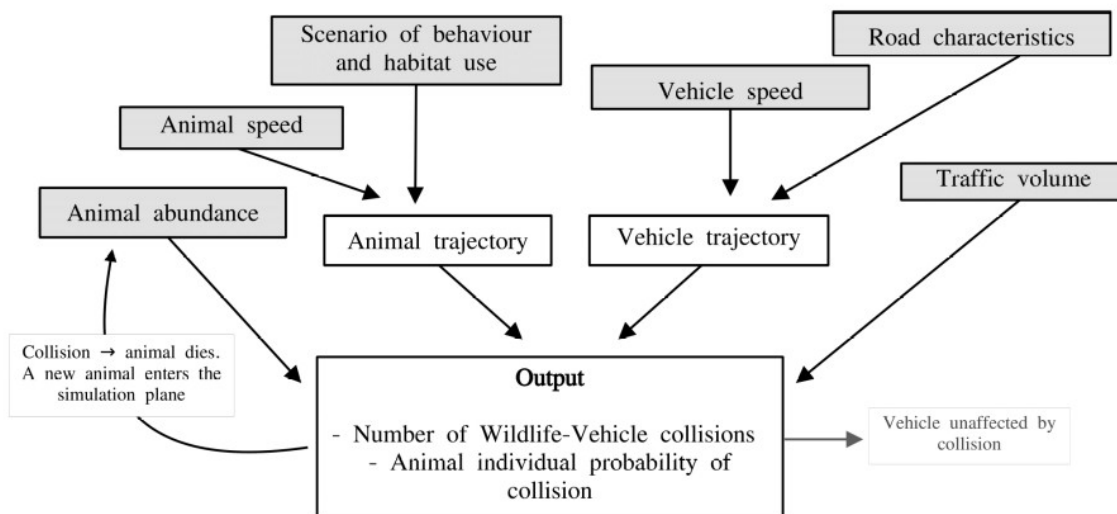 Scenario of behaviour
and habitat use
Road characteristics
Vehicle speed
Animal speed
Traffic volume
Animal abundance
Animal trajectory
Vehicle trajectory
Collision → animal dies.
A new animal enters the
simulation plane
Output
- Number of Wildlife-Vehicle collisions
- Animal individual probability of
collision
Vehicle unaffected by
collision